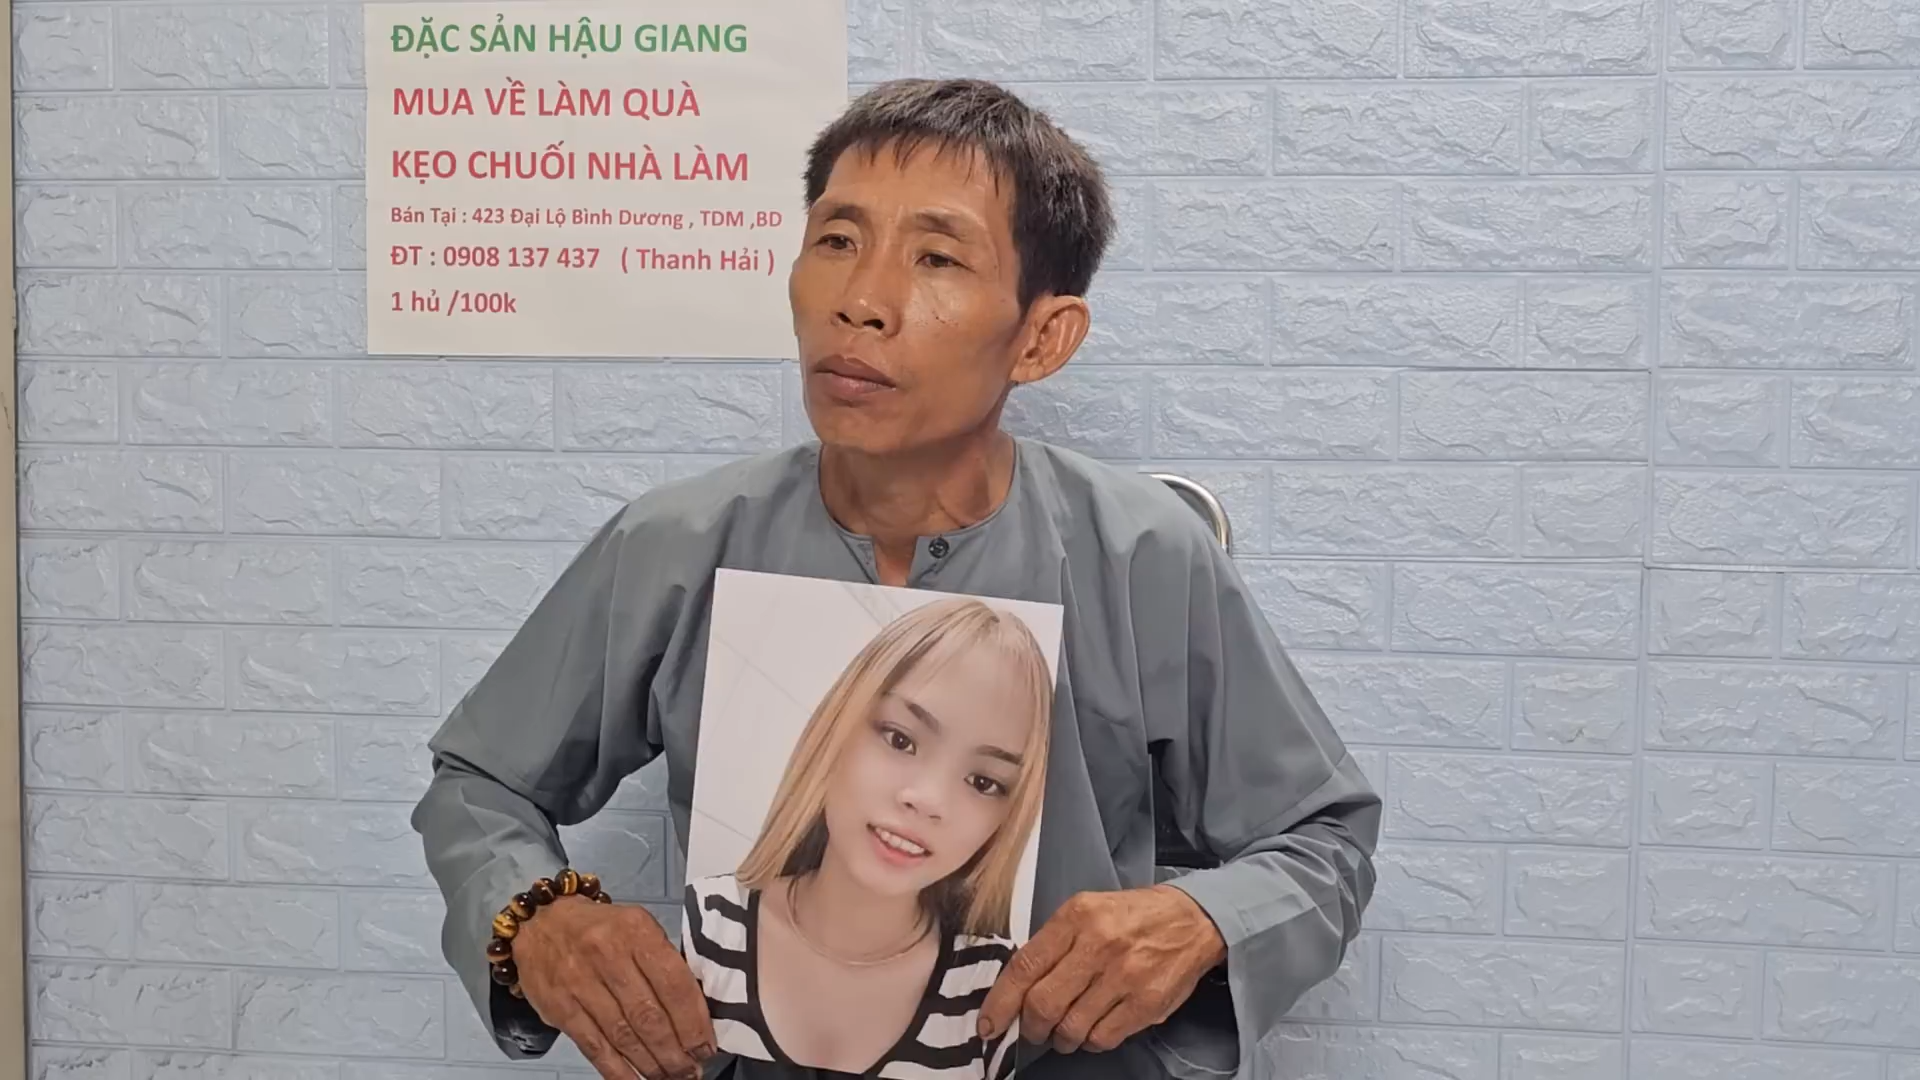 ĐẶC SẢN HẬU GIANG
MUA VỀ LÀM QUÀ
KẸO CHUỐI NHÀ LÀM
Bán Tại : 423 Đại Lộ Bình Dương , TDM ,BD
ĐT : 0908 137 437 ( Thanh Hải )
1 hủ /100k